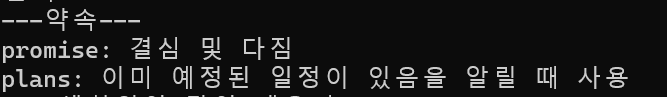 ---약속---
promise: 결심 및 다짐
plans: 이미 예정된 일정이 있음을 알릴 때 사용